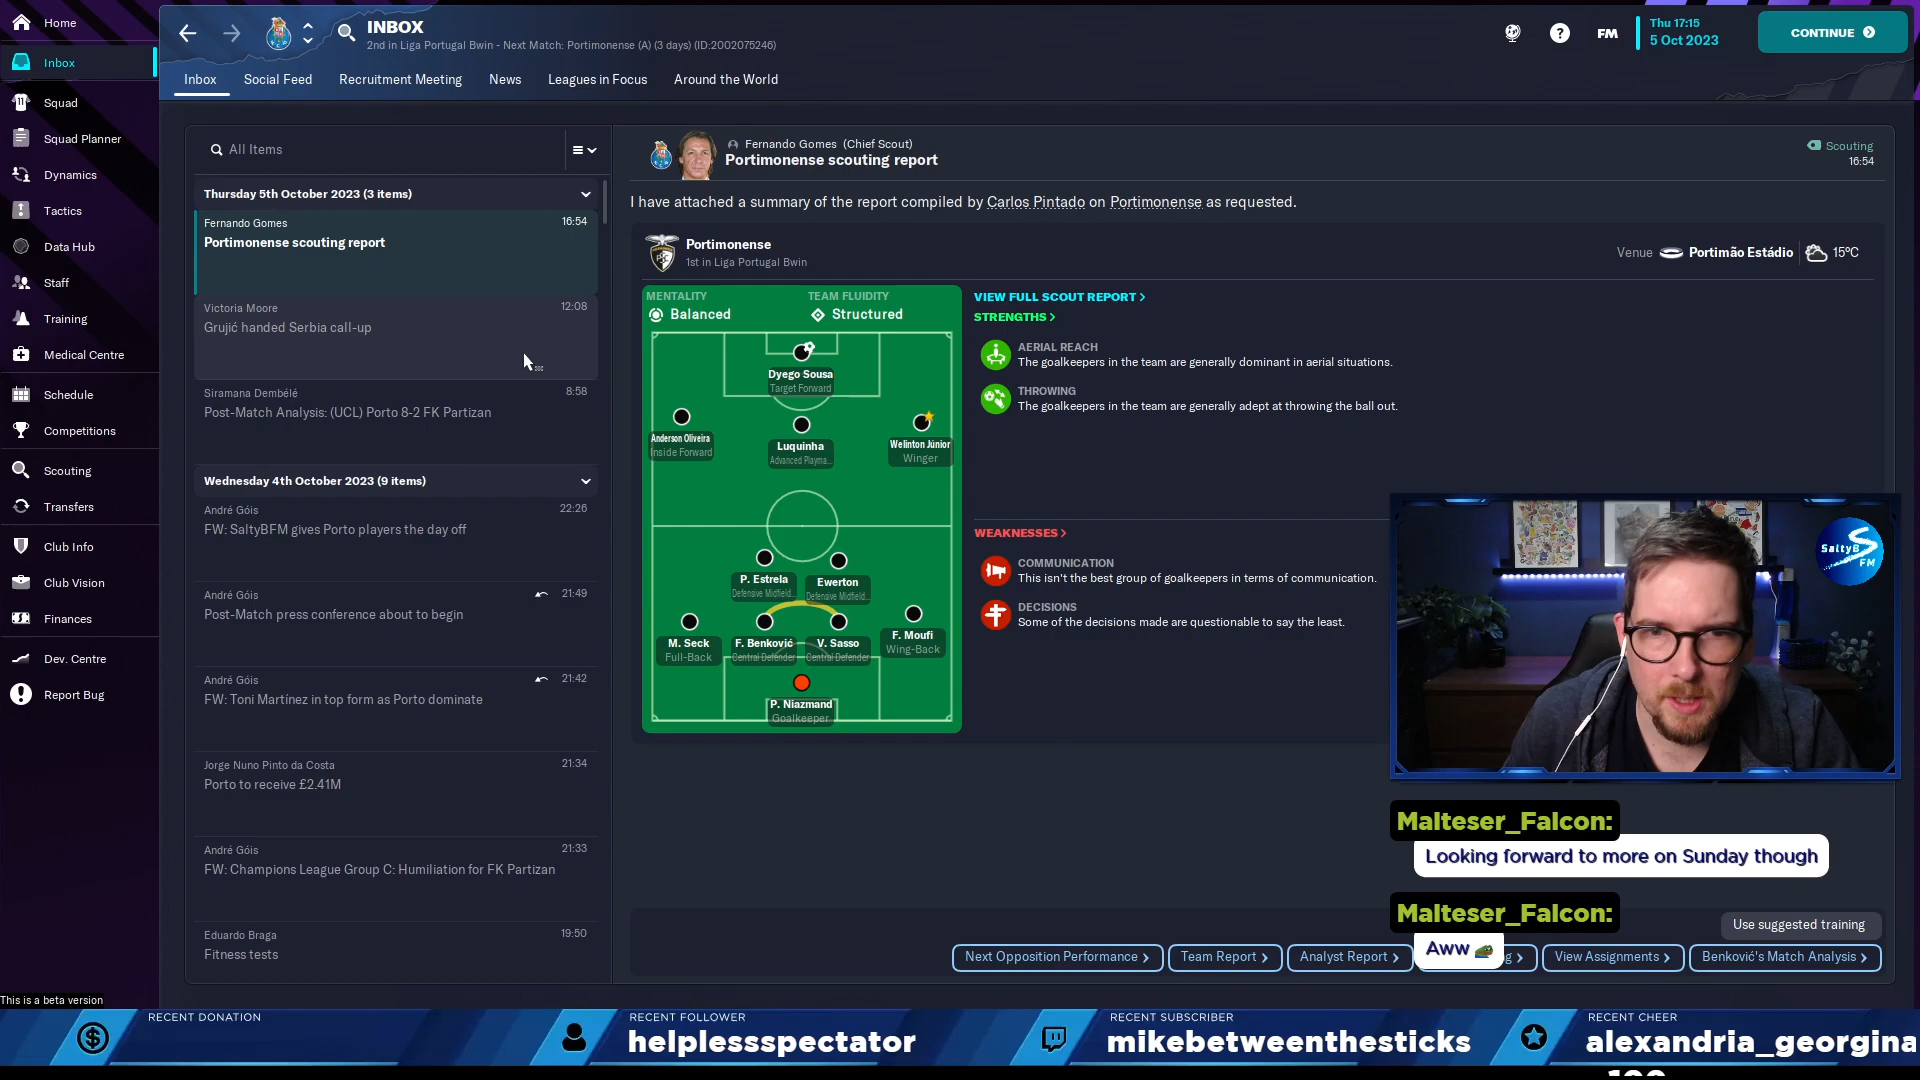 Home
Inbox
Squad
Squad Planner
Dynamics
Tactics
Data Hub
Staff
Training
Medical Centre
Schedule
Competitions
Scouting
Transfers
Club Info
Club Vision
Finances
Dev. Centre
Report Bug
This is a beta version
INBOX
2nd in Liga Portugal Bwin - Next Match: Portimonense (A) (3 days) (ID:2002075246)
FM
Thu 17:15
5 Oct 2023
CONTINUE
Inbox
Social Feed
Recruitment Meeting
News
Leagues in Focus
Around the World
All Items
Thursday 5th October 2023 (3 items)
Fernando Gomes 16:54
Portimonense scouting report
Victoria Moore 12:08
Grujić handed Serbia call-up
Siramana Dembélé 8:58
Post-Match Analysis: (UCL) Porto 8-2 FK Partizan
Wednesday 4th October 2023 (9 items)
André Góis 22:26
FW: SaltyBFM gives Porto players the day off
André Góis 21:49
Post-Match press conference about to begin
André Góis 21:42
FW: Toni Martínez in top form as Porto dominate
Jorge Nuno Pinto da Costa 21:34
Porto to receive £2.41M
André Góis 21:33
FW: Champions League Group C: Humiliation for FK Partizan
Eduardo Braga 19:50
Fitness tests
Fernando Gomes (Chief Scout)
Portimonense scouting report
Scouting
16:54
I have attached a summary of the report compiled by Carlos Pintado on Portimonense as requested.
Portimonense
1st in Liga Portugal Bwin
Venue Portimão Estádio 15°C
MENTALITY
Balanced
TEAM FLUIDITY
Structured
Dyego Sousa
Target Forward
Anderson Oliveira
Inside Forward
Luquinha
Advanced Playma...
Welinton Júnior
Winger
P. Estrela
Defensive Midfield...
Ewerton
Defensive Midfield...
M. Seck
Full-Back
F. Benković
Central Defender
V. Sasso
Central Defender
F. Moufi
Wing-Back
P. Niazmand
Goalkeeper
VIEW FULL SCOUT REPORT
STRENGTHS
AERIAL REACH
The goalkeepers in the team are generally dominant in aerial situations.
THROWING
The goalkeepers in the team are generally adept at throwing the ball out.
WEAKNESSES
COMMUNICATION
This isn't the best group of goalkeepers in terms of communication.
DECISIONS
Some of the decisions made are questionable to say the least.
SaltyB
FM
Malteser_Falcon:
Looking forward to more on Sunday though
Malteser_Falcon:
Aww
Use suggested training
Next Opposition Performance
Team Report
Analyst Report
View Assignments
Benković's Match Analysis
RECENT DONATION
RECENT FOLLOWER
helplessspectator
RECENT SUBSCRIBER
mikebetweenthesticks
RECENT CHEER
alexandria_georgina